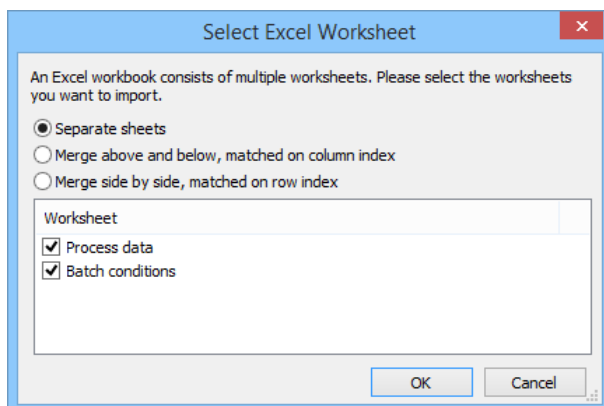 Select Excel Worksheet
An Excel workbook consists of multiple worksheets. Please select the worksheets
you want to import.
Separate sheets
Merge above and below, matched on column index
Merge side by side, matched on row index
Worksheet
Process data
Batch conditions
OK Cancel